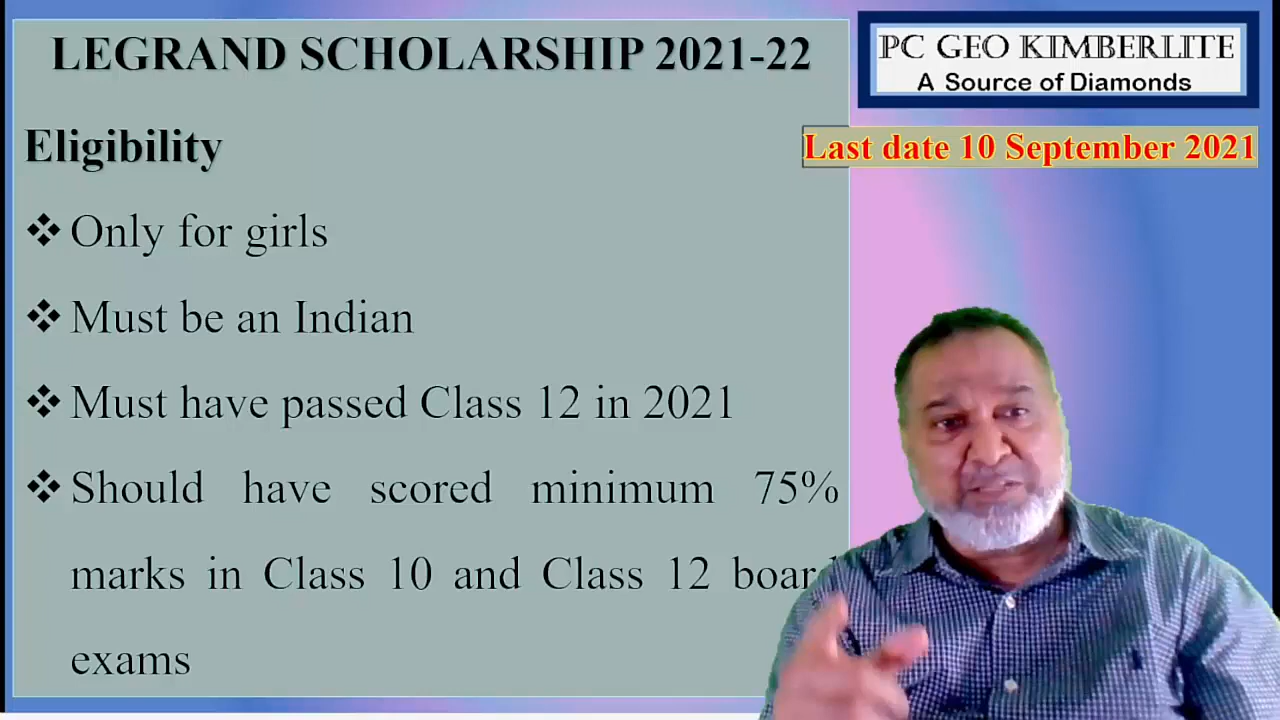 LEGRAND SCHOLARSHIP 2021-22
PC GEO KIMBERLITE
A Source of Diamonds
Eligibility
Last date 10 September 2021
Only for girls
Must be an Indian
Must have passed Class 12 in 2021
Should have scored minimum 75%
marks in Class 10 and Class 12 board
exams